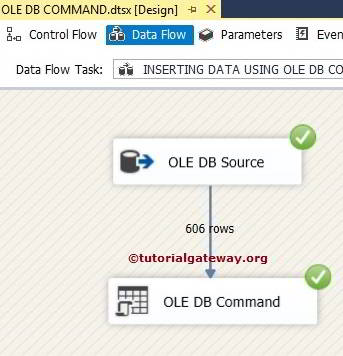 OLE DB COMMAND.dtsx [Design]
Control Flow Data Flow Parameters Even
Data Flow Task: INSERTING DATA USING OLE DB CO
OLE DB Source
606 rows
©tutorialgateway.org
OLE DB Command